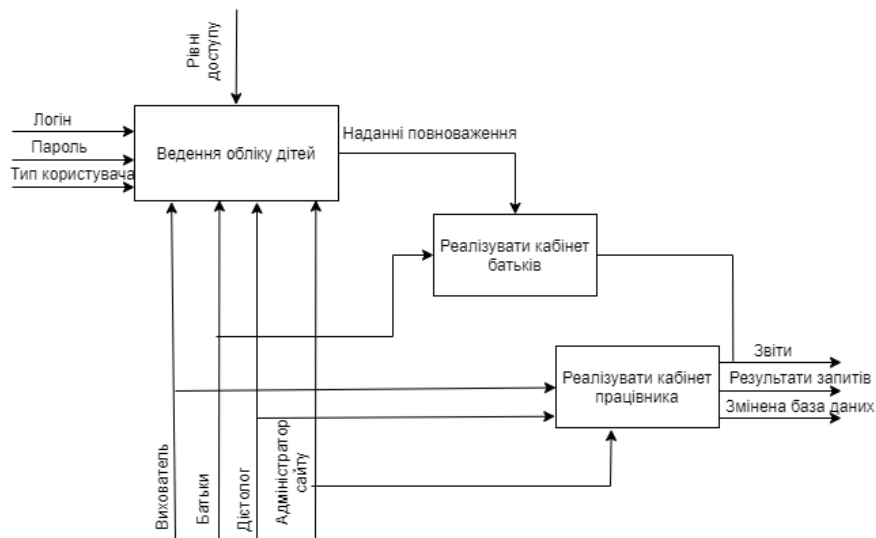 Рівні
доступу
Логін
Пароль
Тип користувача
Ведення обліку дітей
Наданні повноваження
Реалізувати кабінет
батьків
Реалізувати кабінет
працівника
Звіти
Результати запитів
Змінена база даних
Вихователь
Батьки
Дієтолог
Адміністратор
сайту